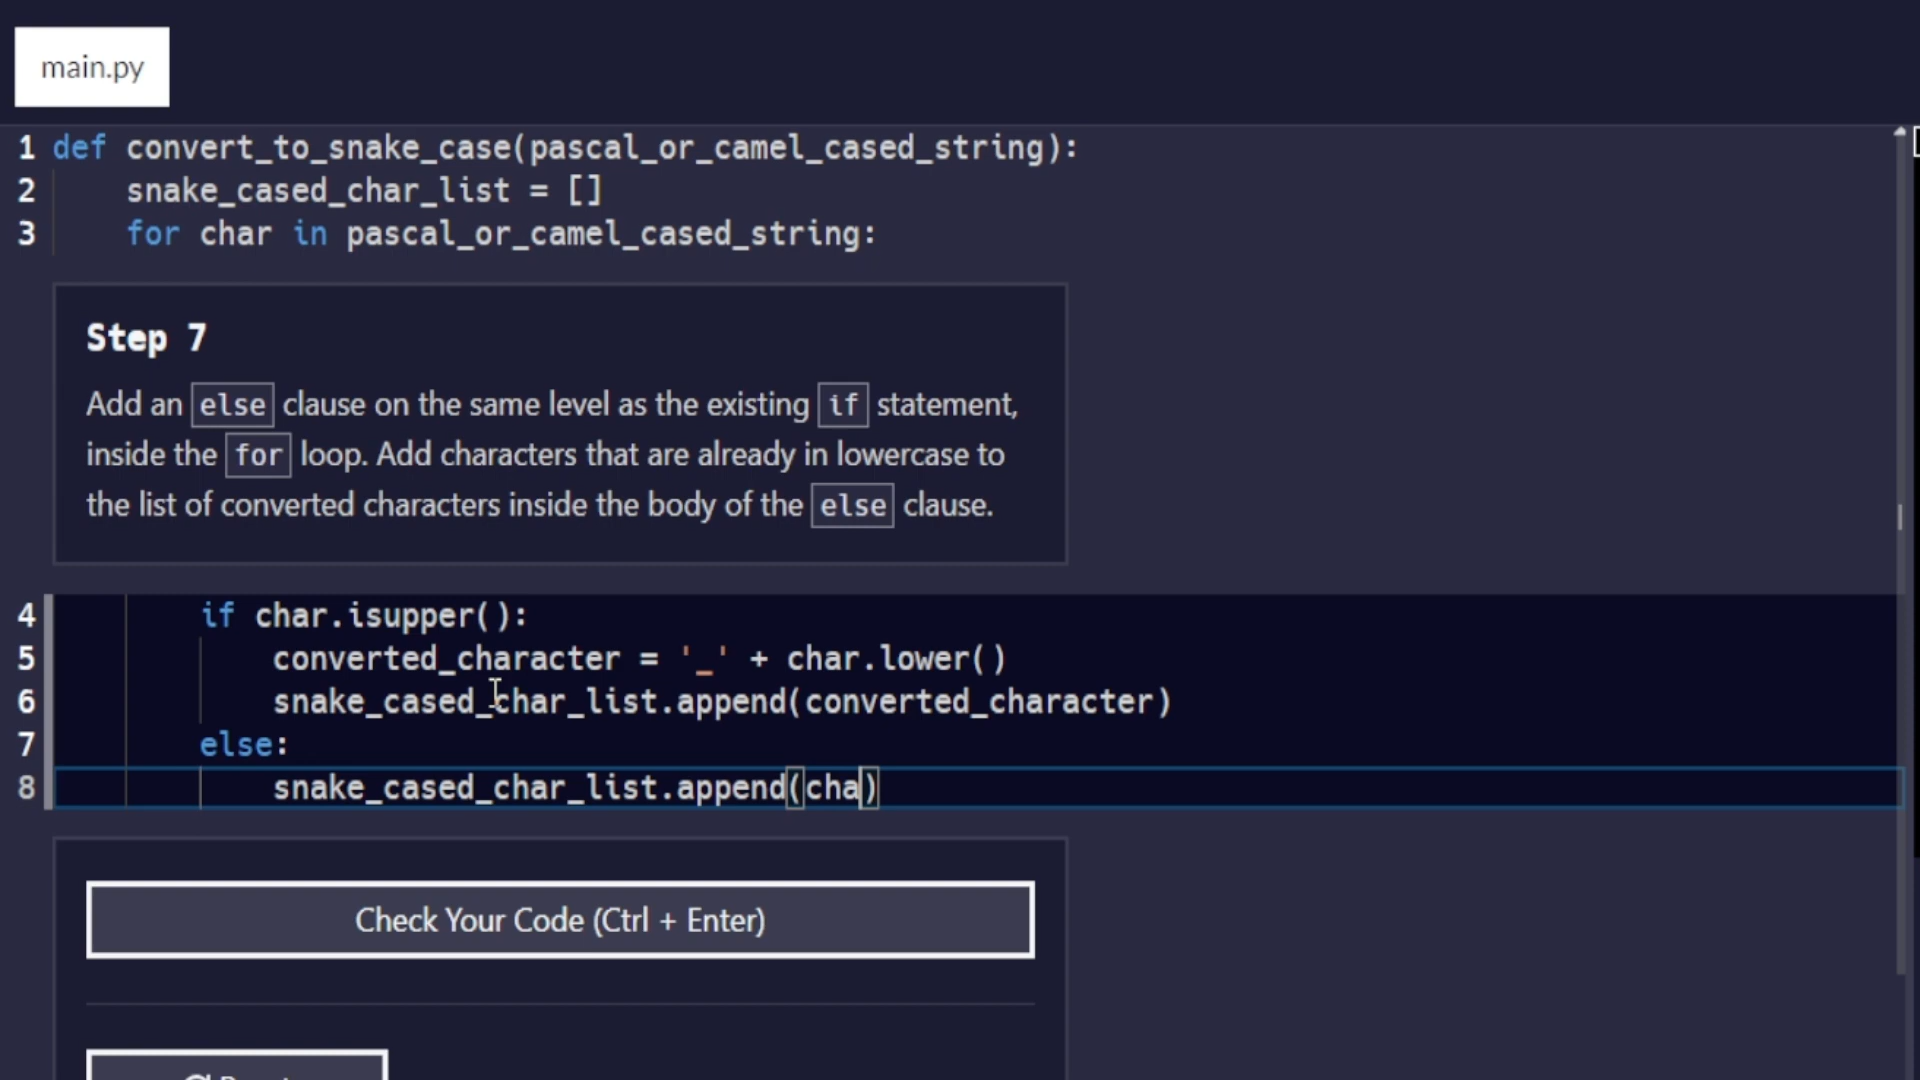 main.py
1 def convert_to_snake_case(pascal_or_camel_cased_string):
2     snake_cased_char_list = []
3     for char in pascal_or_camel_cased_string:
Step 7
Add an else clause on the same level as the existing if statement,
inside the for loop. Add characters that are already in lowercase to
the list of converted characters inside the body of the else clause.
4         if char.isupper():
5             converted_character = '_' + char.lower()
6             snake_cased_char_list.append(converted_character)
7         else:
8             snake_cased_char_list.append(cha)
Check Your Code (Ctrl + Enter)